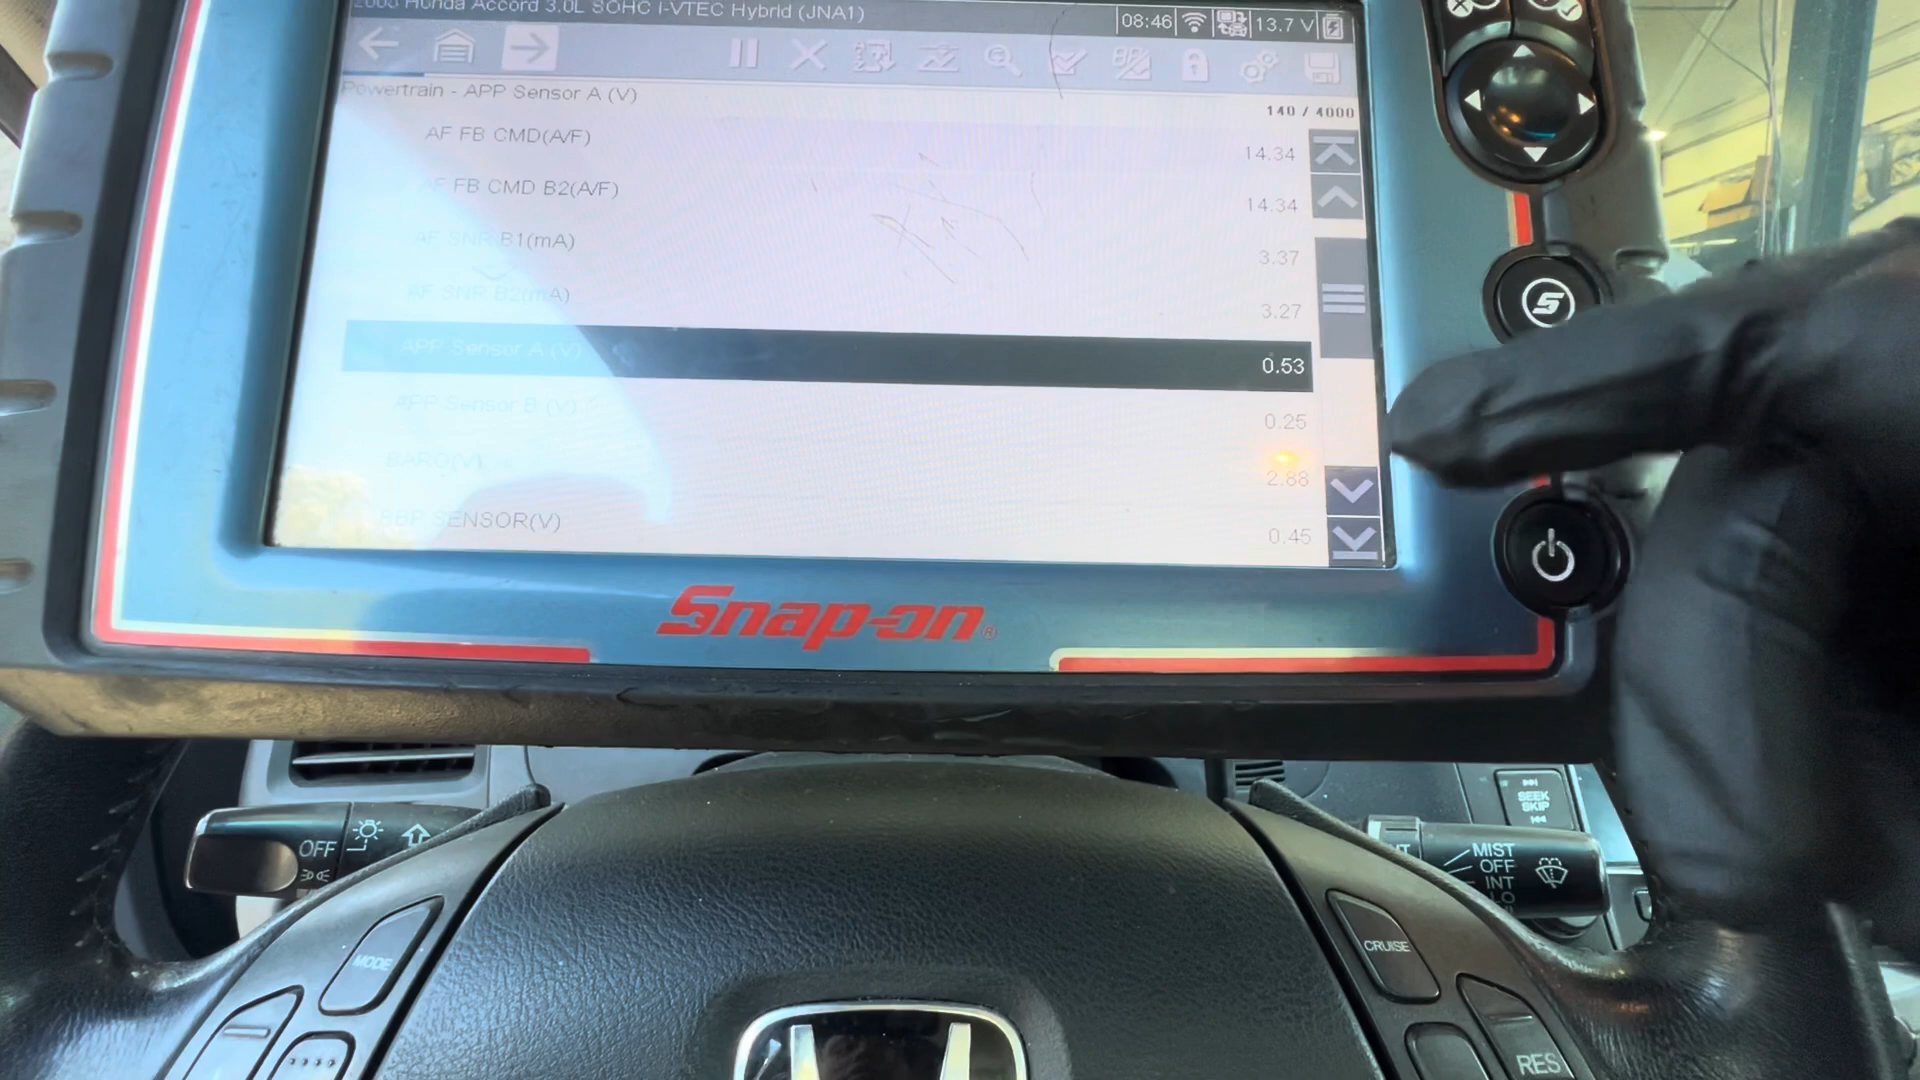 Honda Accord 3.0L SOHC i-VTEC Hybrid (JNA1)
08:46
13.7 V
Powertrain - APP Sensor A (V)
140 / 4000
AF FB CMD(A/F) 14.34
AF FB CMD B2(A/F) 14.34
AF SNR B1(mA) 3.37
AF SNR B2(mA) 3.27
APP Sensor A (V) 0.53
APP Sensor B (V) 0.25
BARO(V) 2.88
SENSOR(V) 0.45
Snap-on®
SEEK
SKIP
OFF
MIST
OFF
INT
LO
MODE
CRUISE
RES